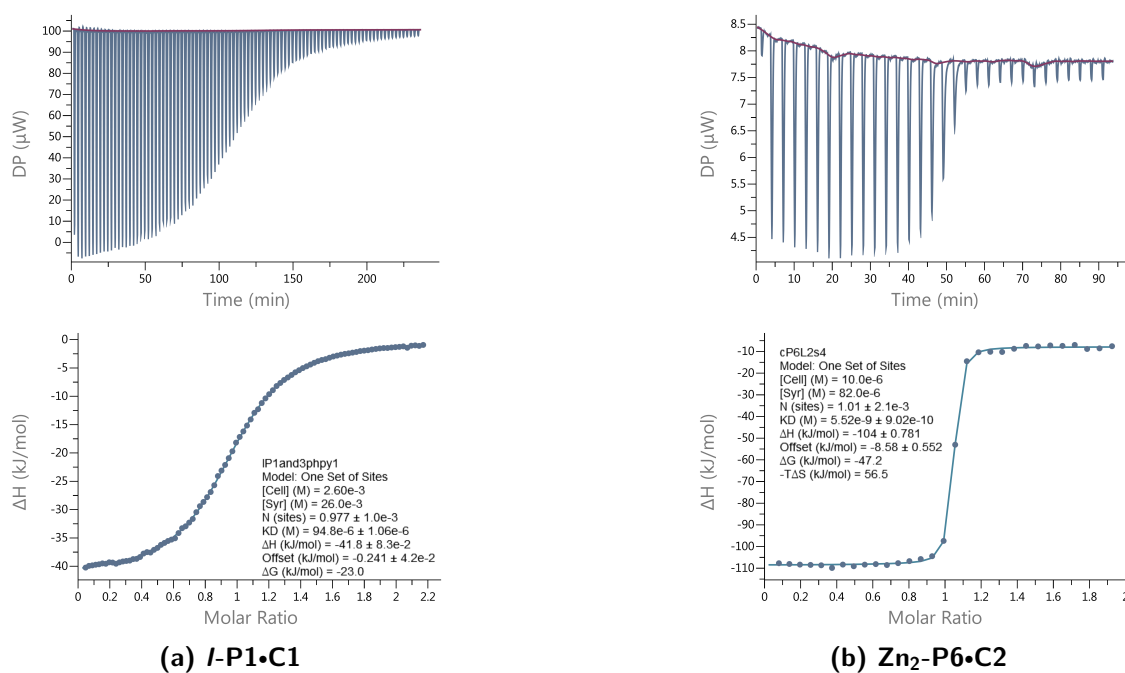 100
90
80
70
60
50
40
30
20
10
0
DP (µW)
0 50 100 150 200
Time (min)
8.5
8
7.5
7
6.5
6
5.5
5
4.5
DP (µW)
0 10 20 30 40 50 60 70 80 90
Time (min)
-0
-5
-10
-15
-20
-25
-30
-35
-40
ΔH (kJ/mol)
lP1and3phpy1
Model: One Set of Sites
[Cell] (M) = 2.60e-3
[Syr] (M) = 26.0e-3
N (sites) = 0.977 ± 1.0e-3
KD (M) = 94.8e-6 ± 1.06e-6
ΔH (kJ/mol) = -41.8 ± 8.3e-2
Offset (kJ/mol) = -0.241 ± 4.2e-2
ΔG (kJ/mol) = -23.0
0 0.2 0.4 0.6 0.8 1 1.2 1.4 1.6 1.8 2 2.2
Molar Ratio
(a) l-P1•C1
-10
-20
-30
-40
-50
-60
-70
-80
-90
-100
-110
ΔH (kJ/mol)
cP6L2s4
Model: One Set of Sites
[Cell] (M) = 10.0e-6
[Syr] (M) = 82.0e-6
N (sites) = 1.01 ± 2.1e-3
KD (M) = 5.52e-9 ± 9.02e-10
ΔH (kJ/mol) = -104 ± 0.781
Offset (kJ/mol) = -8.58 ± 0.552
ΔG (kJ/mol) = -47.2
-TΔS (kJ/mol) = 56.5
0 0.2 0.4 0.6 0.8 1 1.2 1.4 1.6 1.8 2
Molar Ratio
(b) Zn₂-P6•C2